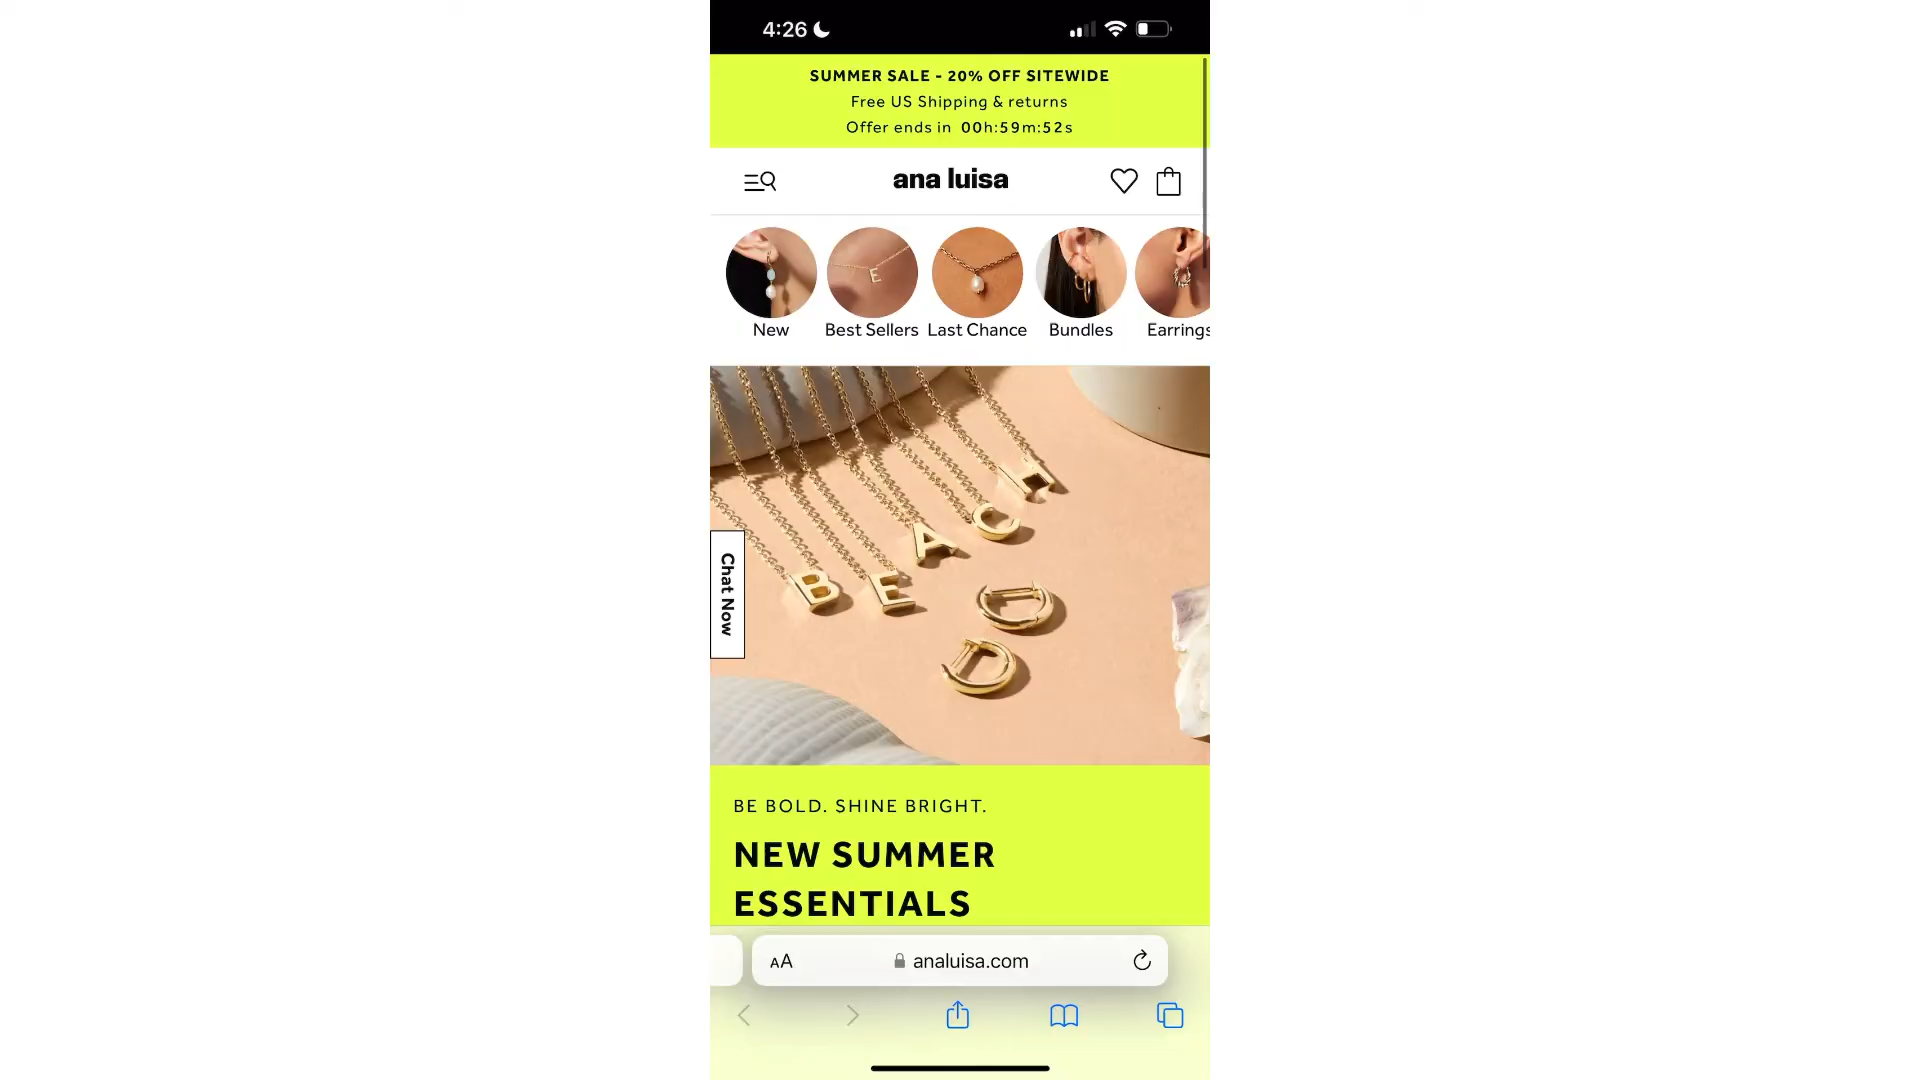 4:26
SUMMER SALE - 20% OFF SITEWIDE
Free US Shipping & returns
Offer ends in 00h:59m:52s
ana luisa
E
New
Best Sellers
Last Chance
Bundles
Earrings
B E A C H
Chat Now
BE BOLD. SHINE BRIGHT.
NEW SUMMER
ESSENTIALS
AA
analuisa.com